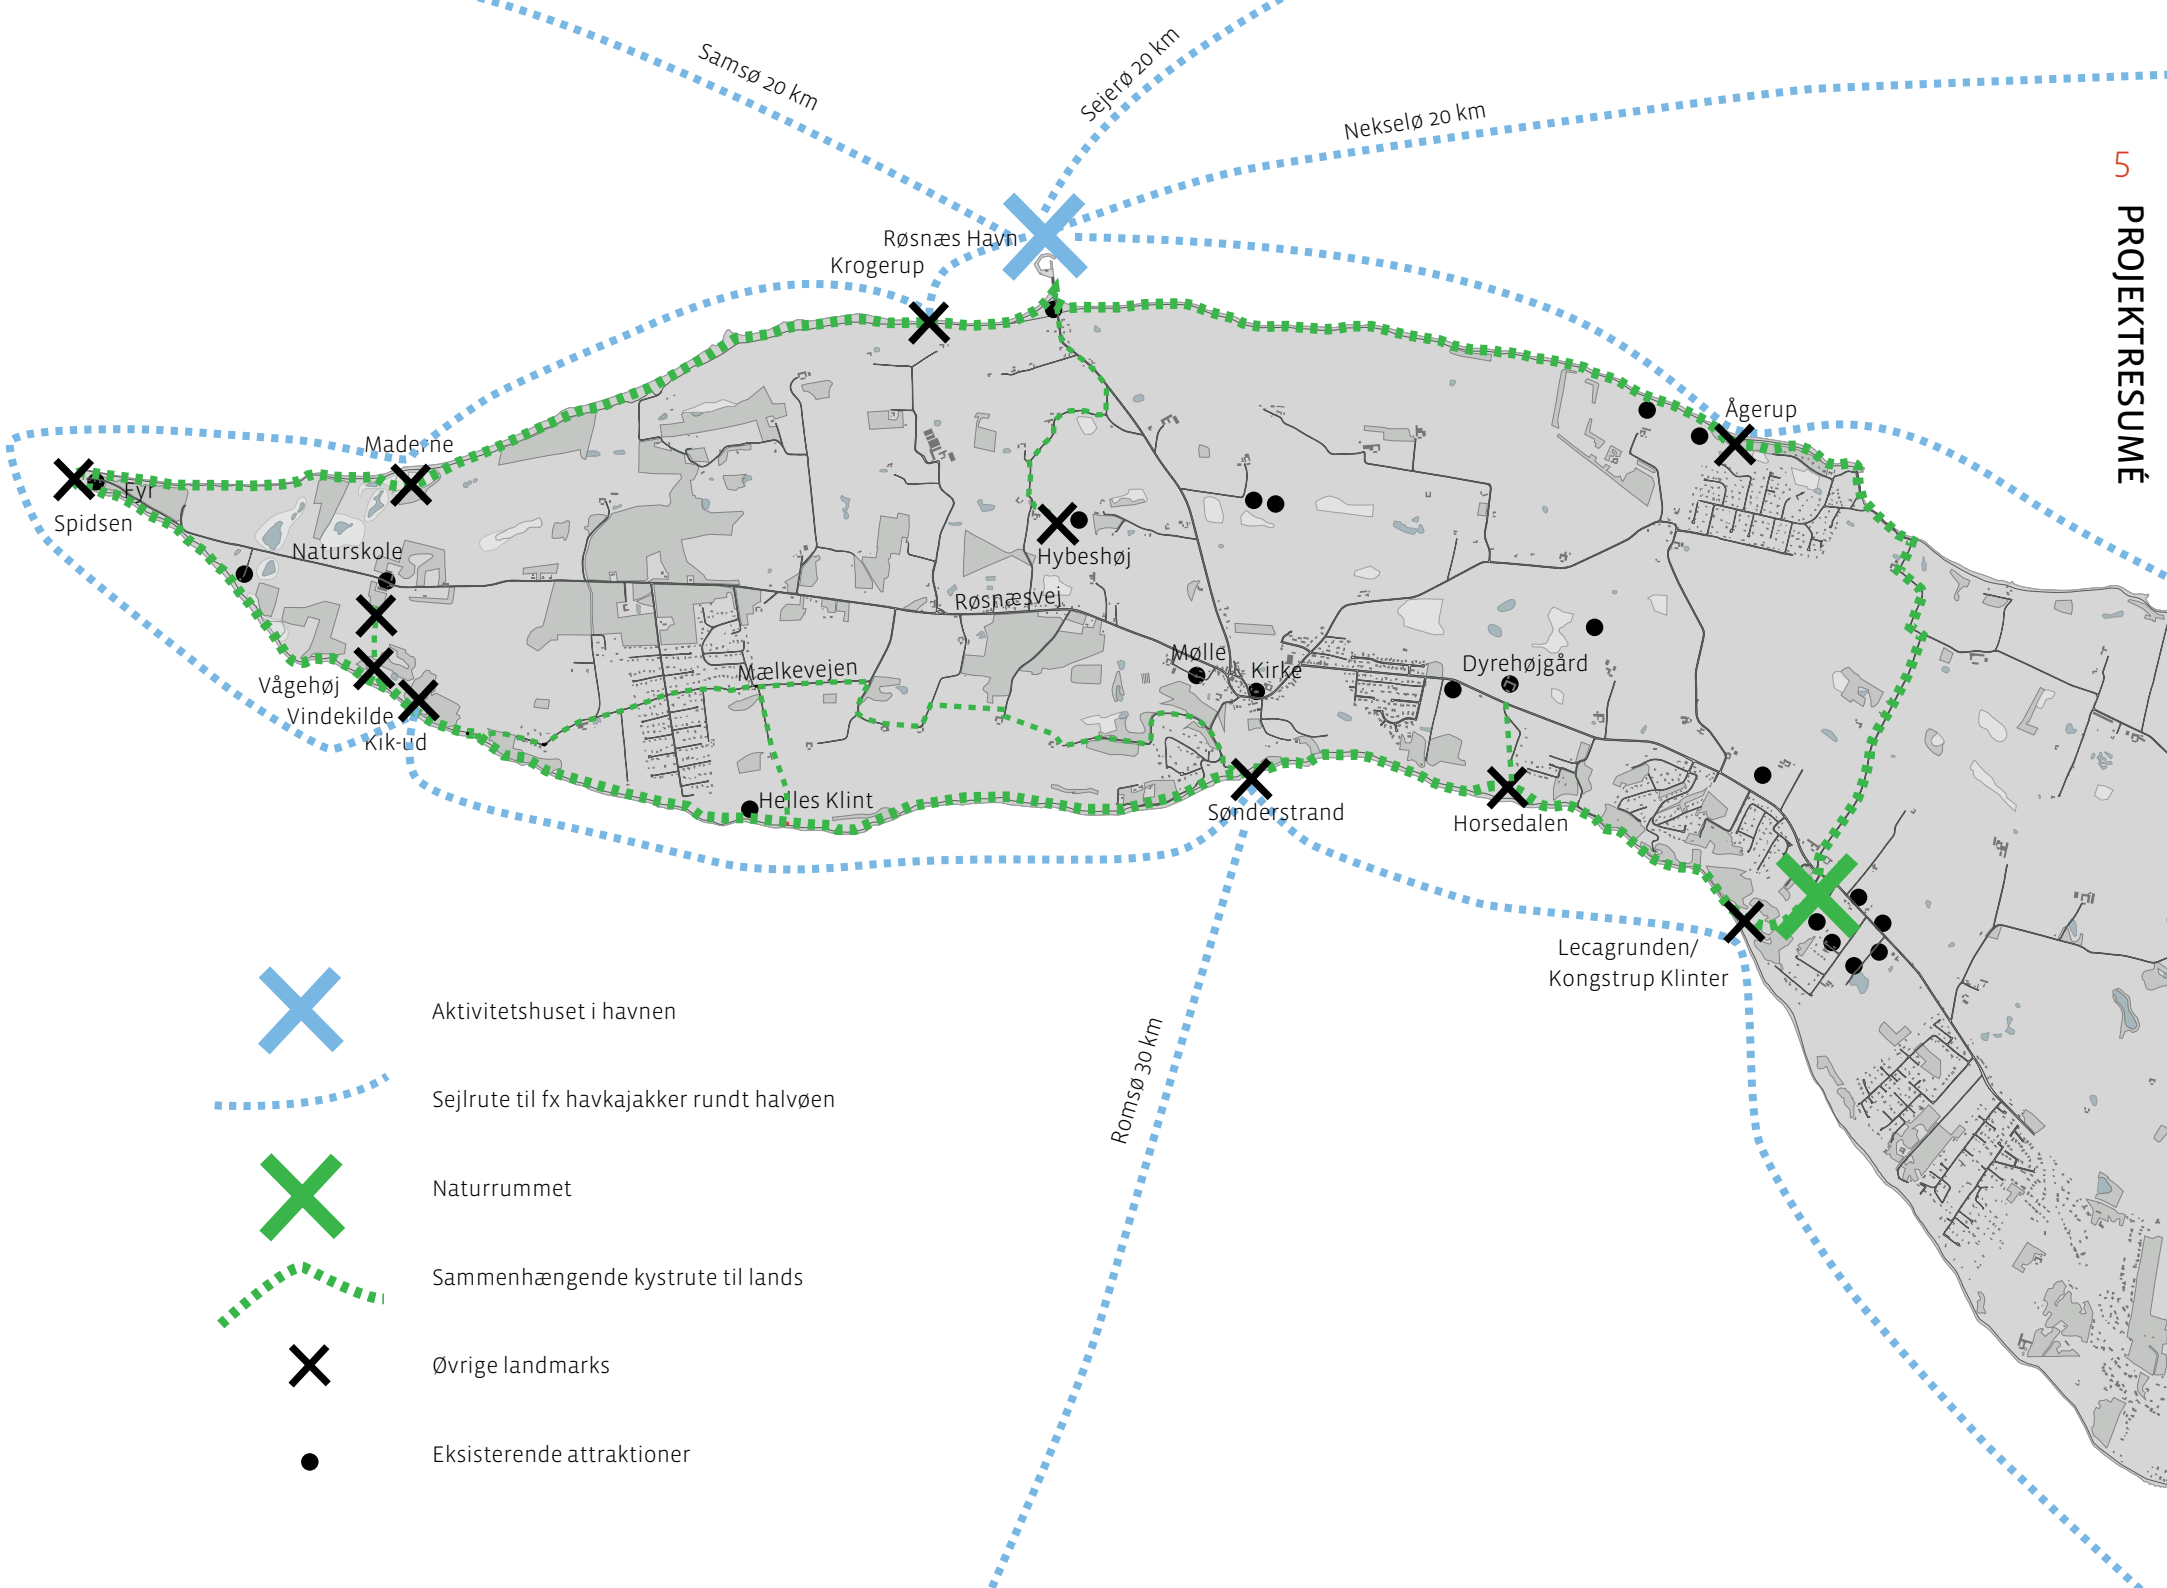 Samsø 20 km
Sejerø 20 km
Nekselø 20 km
5 PROJEKTRESUMÉ
Røsnæs Havn
Krogerup
Ågerup
Maderne
Fyr
Spidsen
Naturskole
Hybeshøj
Røsnæsvej
Mølle
Kirke
Dyrehøjgård
Mælkevejen
Vågehøj
Vindekilde
Kik-ud
Helles Klint
Sønderstrand
Horsedalen
Lecagrunden/
Kongstrup Klinter
Romsø 30 km
Aktivitetshuset i havnen
Sejlrute til fx havkajakker rundt halvøen
Naturrummet
Sammenhængende kystrute til lands
Øvrige landmarks
Eksisterende attraktioner